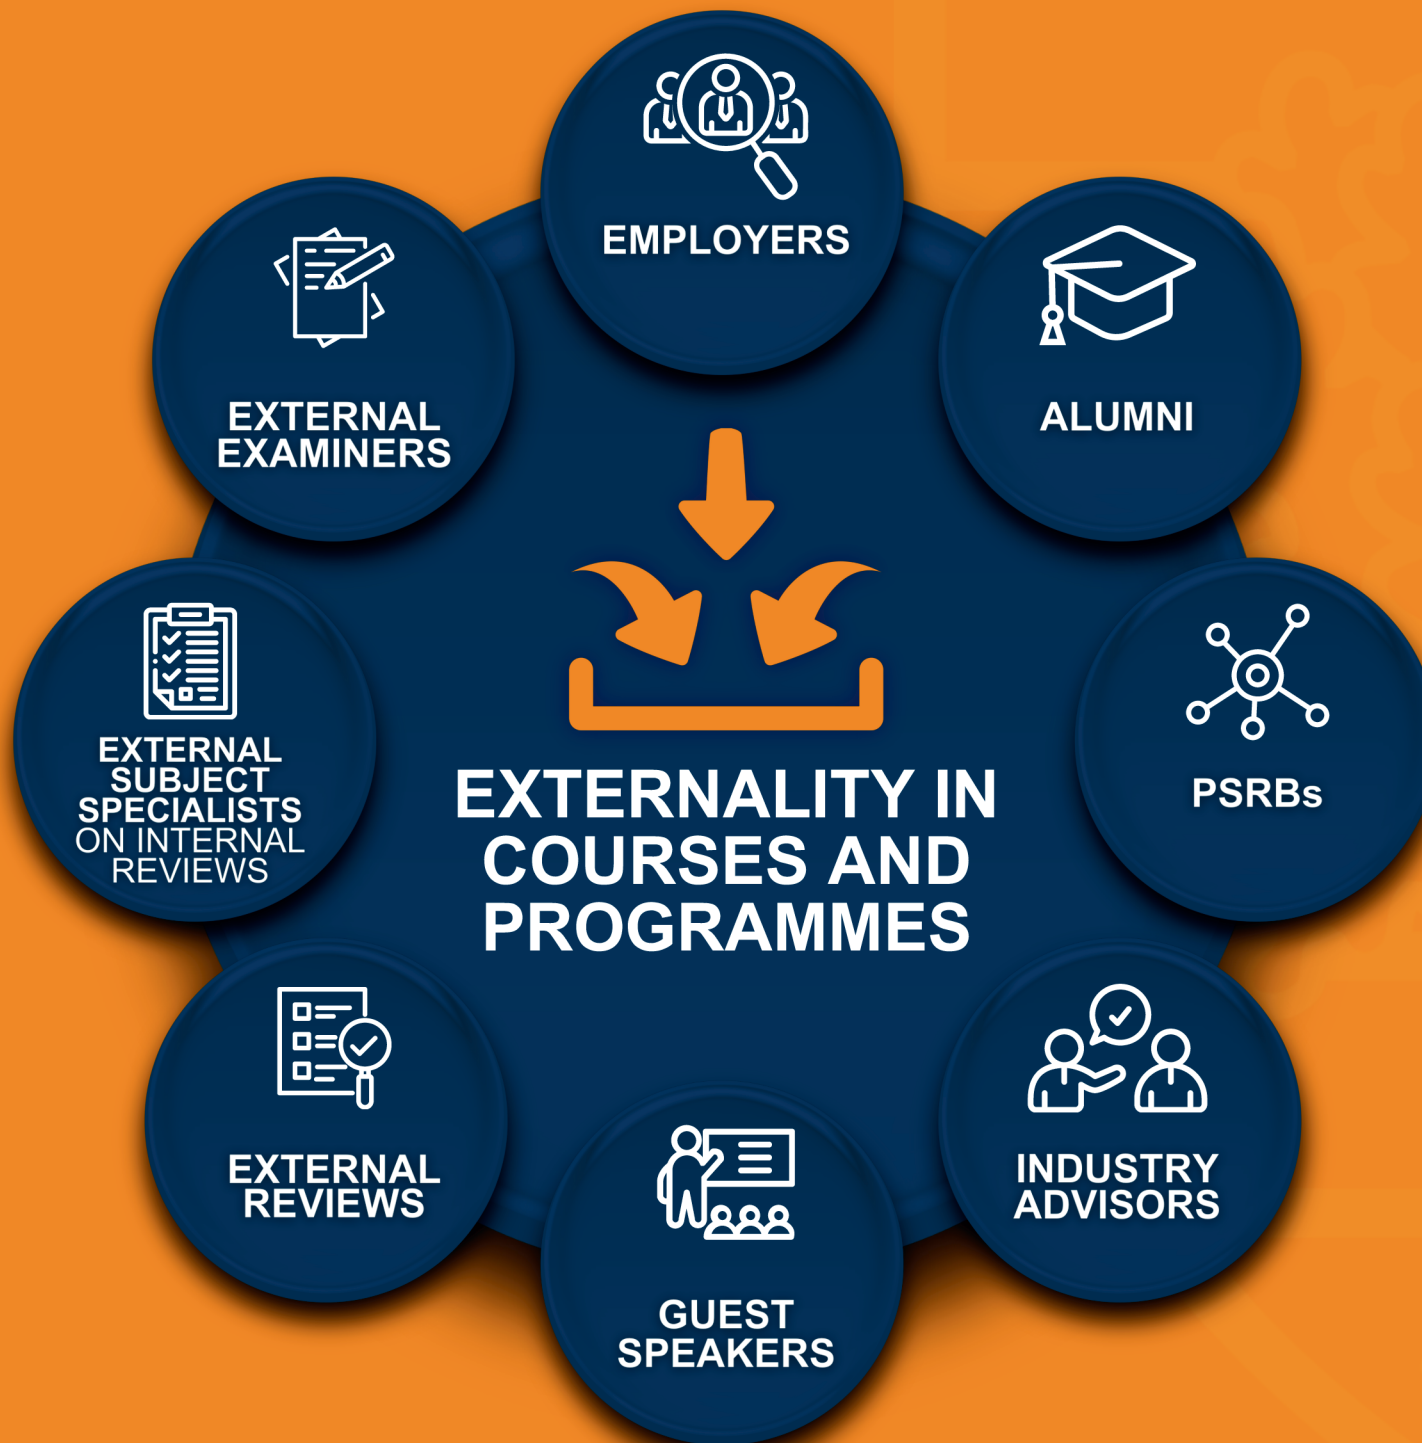 EMPLOYERS
ALUMNI
PSRBs
INDUSTRY
ADVISORS
GUEST
SPEAKERS
EXTERNAL
REVIEWS
EXTERNAL
SUBJECT
SPECIALISTS
ON INTERNAL
REVIEWS
EXTERNAL
EXAMINERS
EXTERNALITY IN
COURSES AND
PROGRAMMES